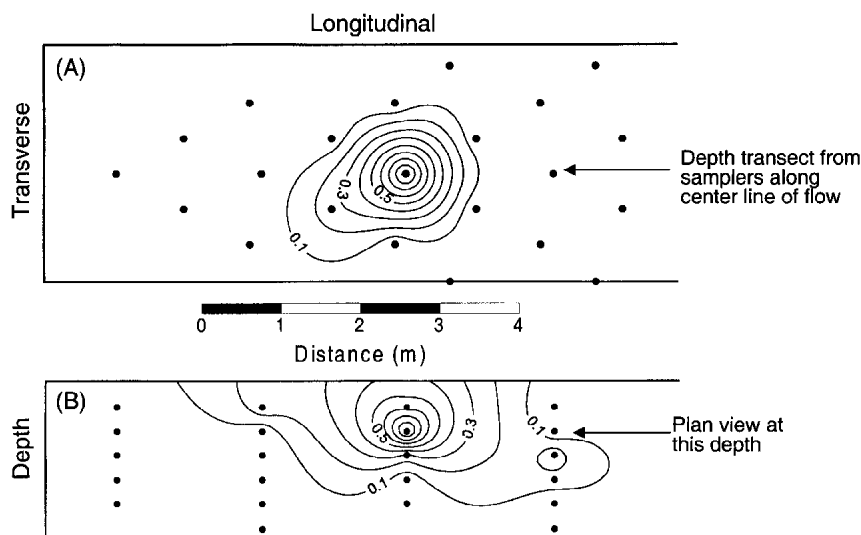 Longitudinal
(A)
Transverse
0.3
0.5
0.1
Depth transect from
samplers along
center line of flow
0 1 2 3 4
Distance (m)
(B)
Depth
0.5
0.3
0.1
0.1
Plan view at
this depth